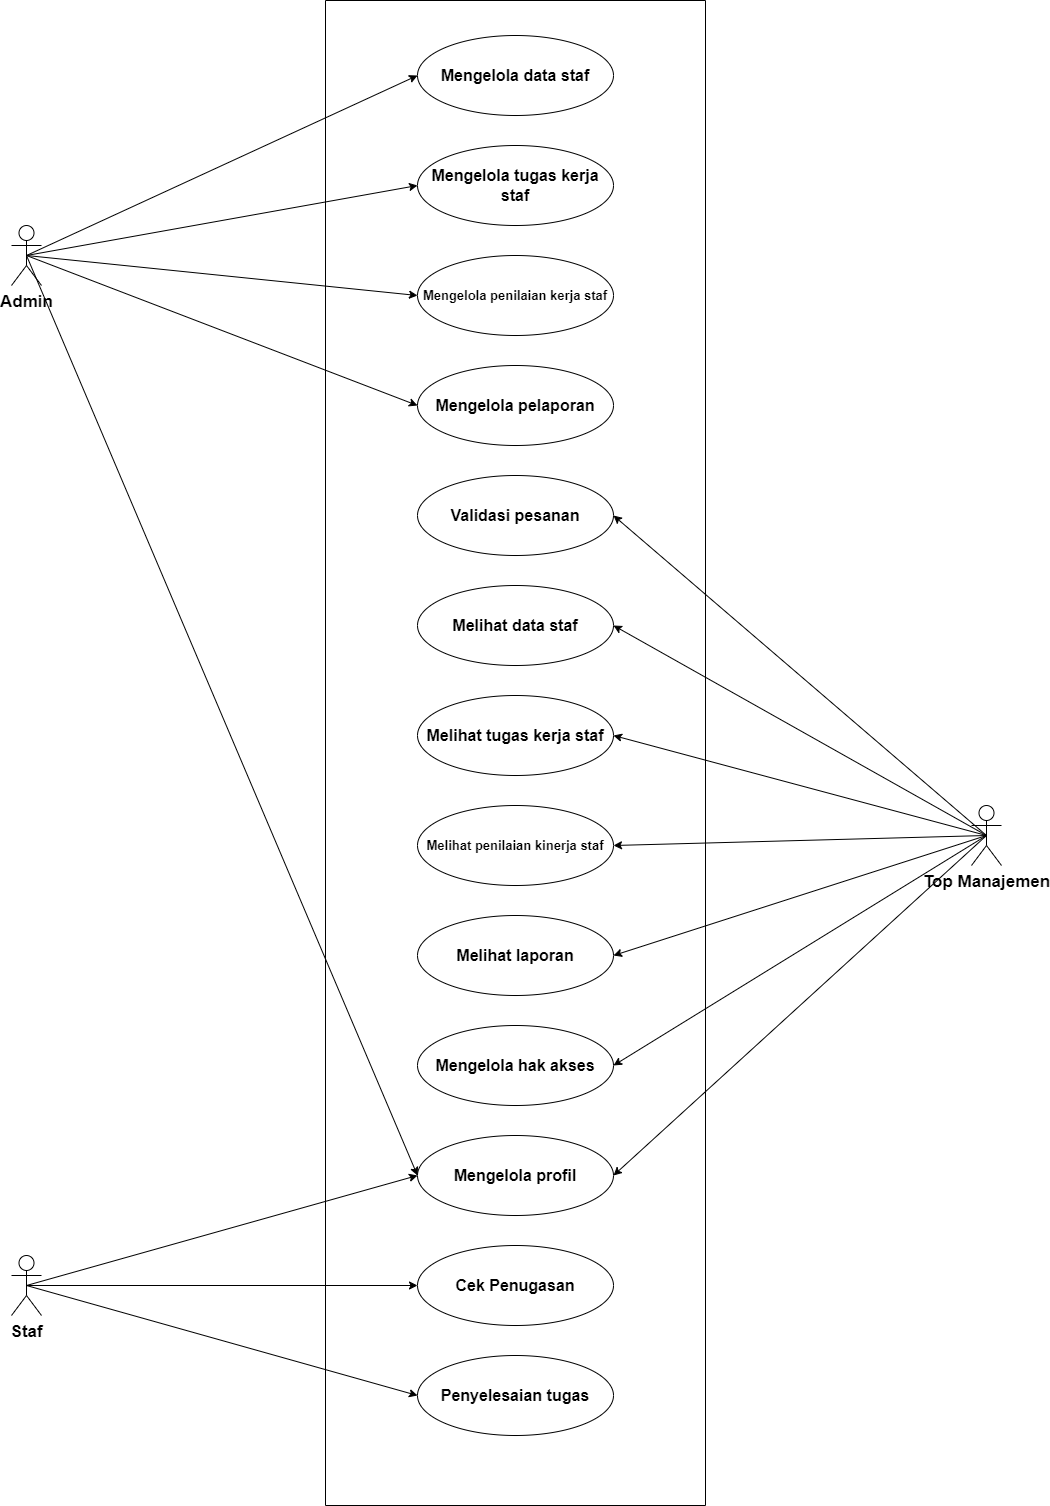 Mengelola data staf
Mengelola tugas kerja
staf
Admin
Mengelola penilaian kerja staf
Mengelola pelaporan
Validasi pesanan
Melihat data staf
Melihat tugas kerja staf
Melihat penilaian kinerja staf
Top Manajemen
Melihat laporan
Mengelola hak akses
Mengelola profil
Cek Penugasan
Staf
Penyelesaian tugas